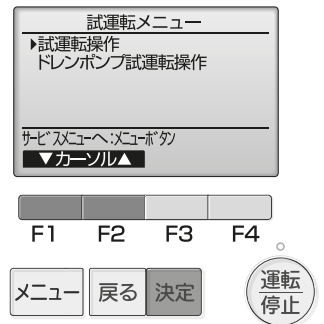 試運転メニュー
▶試運転操作
ドレンポンプ試運転操作
ｻｰﾋﾞｽﾒﾆｭｰへ:ﾒﾆｭｰﾎﾞﾀﾝ
▼カーソル▲
F1 F2 F3 F4
メニュー 戻る 決定 運転
停止